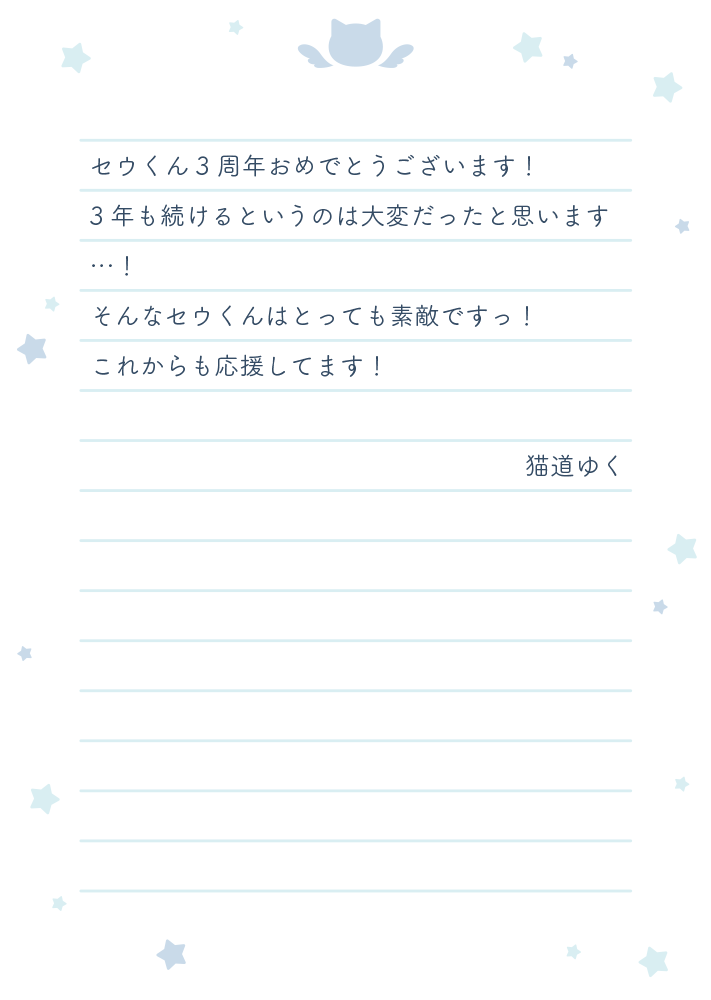 セウくん３周年おめでとうございます！
３年も続けるというのは大変だったと思います
…！
そんなセウくんはとっても素敵ですっ！
これからも応援してます！
猫道ゆく